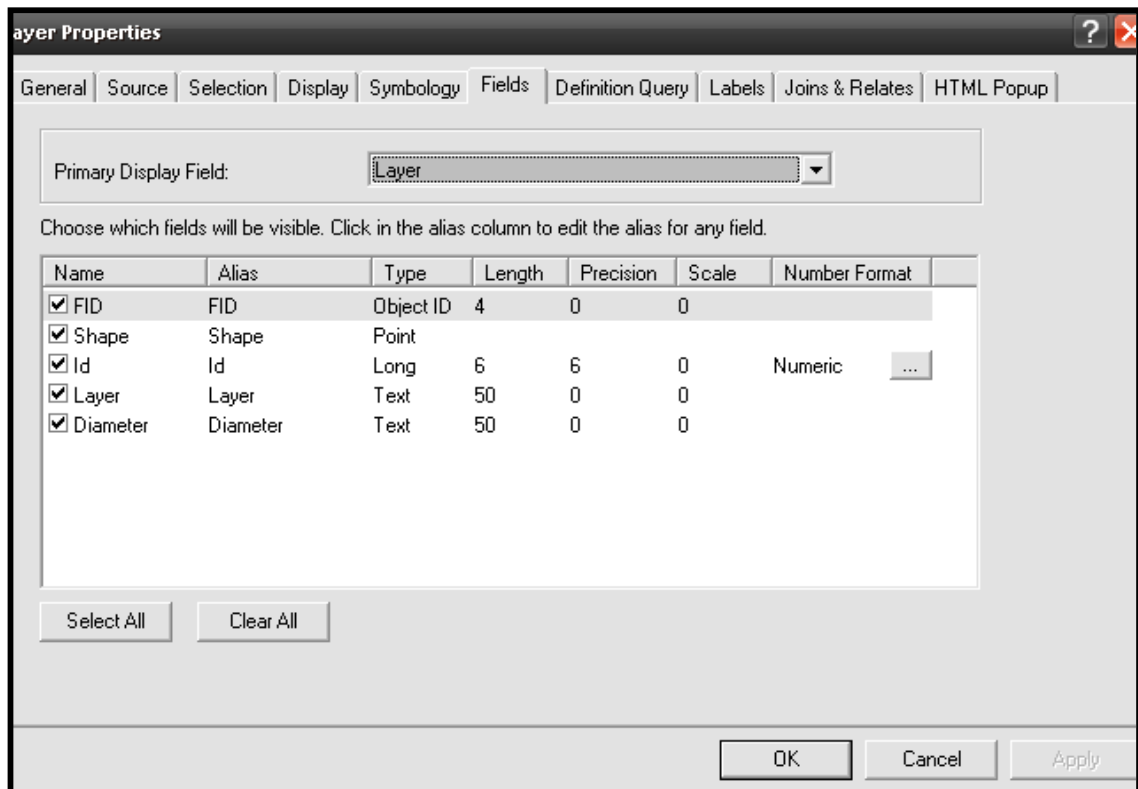 ayer Properties ?
General Source Selection Display Symbology Fields Definition Query Labels Joins & Relates HTML Popup
Primary Display Field: Layer
Choose which fields will be visible. Click in the alias column to edit the alias for any field.
Name Alias Type Length Precision Scale Number Format
FID FID Object ID 4 0 0
Shape Shape Point
Id Id Long 6 6 0 Numeric ...
Layer Layer Text 50 0 0
Diameter Diameter Text 50 0 0
Select All Clear All
OK Cancel Apply